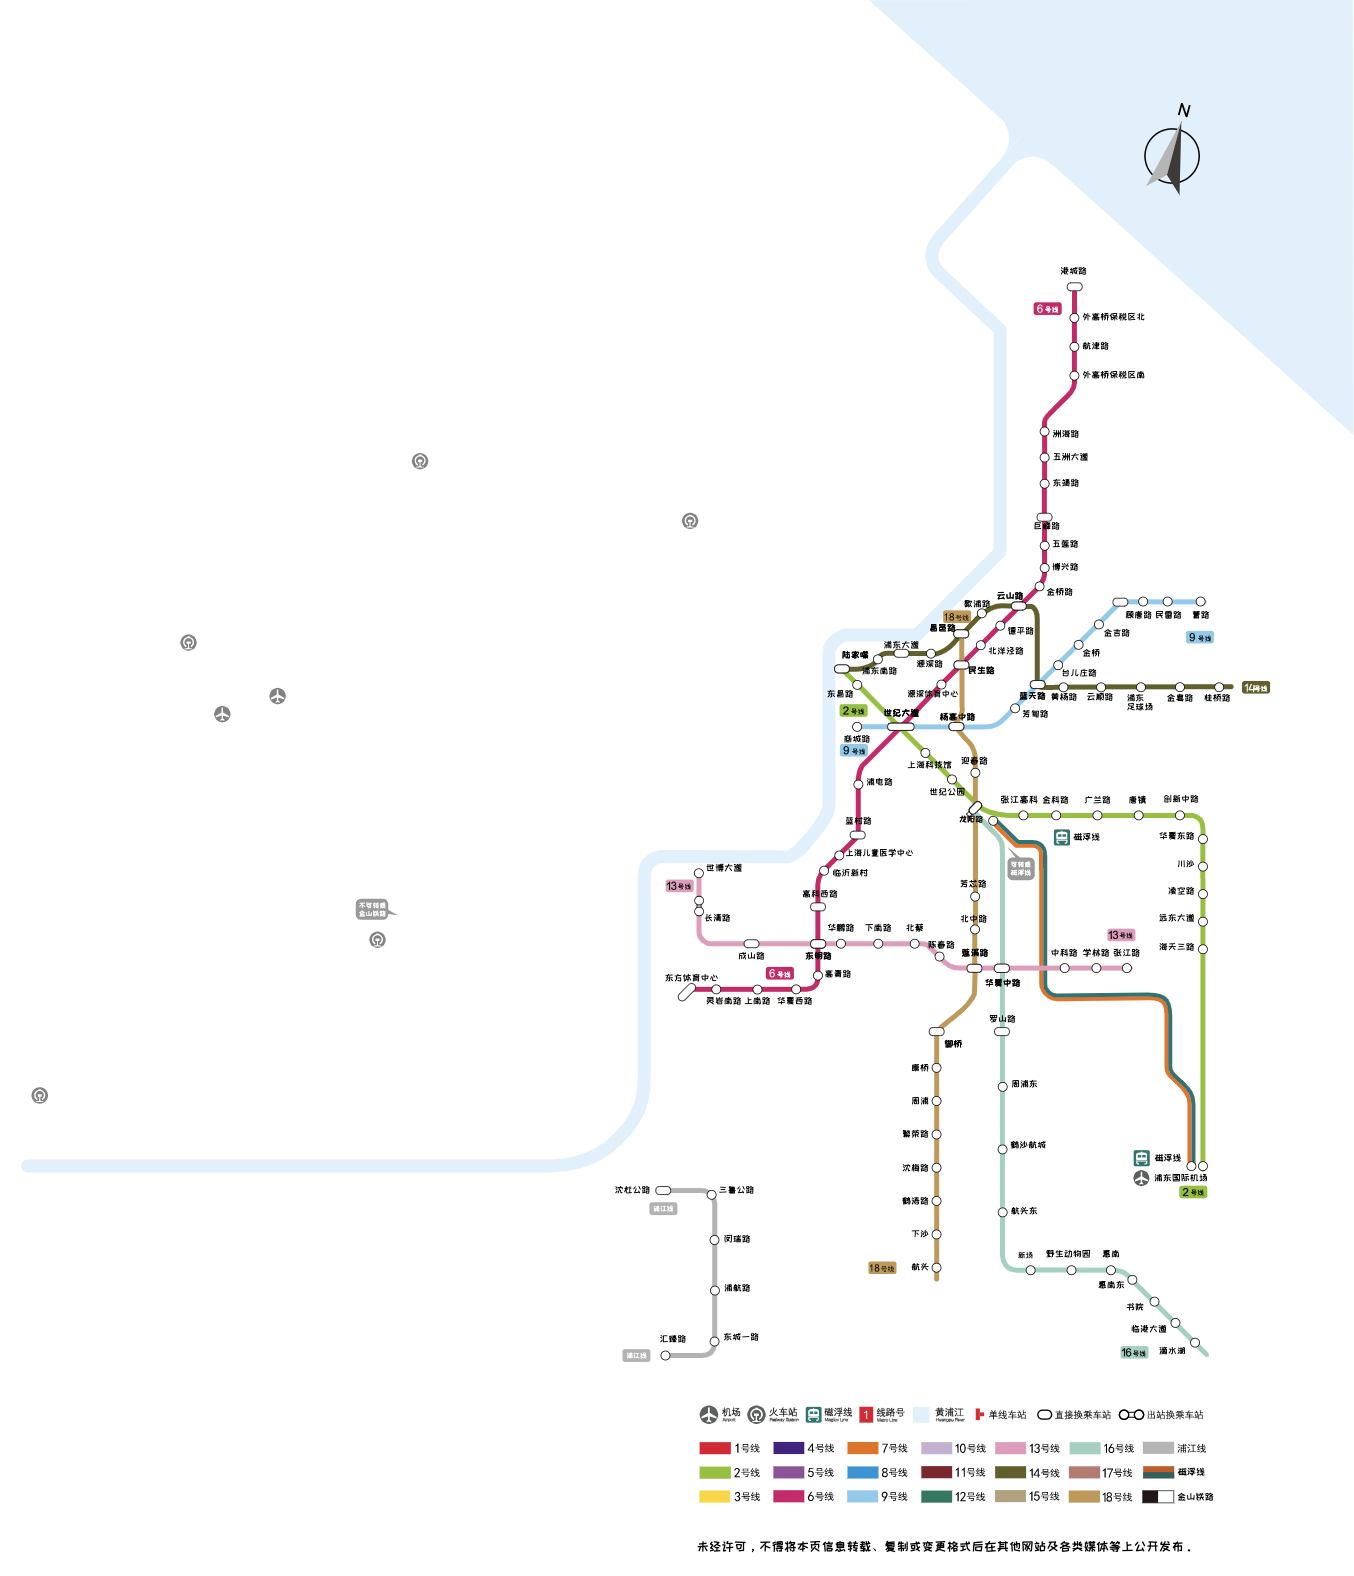 N
港城路
6号线
外高桥保税区北
航津路
外高桥保税区南
洲海路
五洲大道
东靖路
巨峰路
五莲路
博兴路
金桥路
云山路
歇浦路
18号线
昌邑路
德平路
顾唐路
民雷路
曹路
金吉路
9号线
浦东大道
北洋泾路
金桥
陆家嘴
浦东南路
源深路
民生路
台儿庄路
东昌路
源深体育中心
蓝天路
黄杨路
云顺路
浦东
足球场
金粤路
桂桥路
14号线
2号线
世纪大道
杨高中路
芳甸路
商城路
9号线
上海科技馆
迎春路
浦电路
世纪公园
张江高科
金科路
广兰路
唐镇
创新中路
蓝村路
龙阳路
磁浮线
华夏东路
上海儿童医学中心
可转乘
磁浮线
川沙
世博大道
临沂新村
13号线
高科西路
芳芯路
凌空路
不可转乘
金山铁路
长清路
北中路
远东大道
华鹏路
下南路
北蔡
陈春路
13号线
成山路
东明路
莲溪路
中科路
学林路
张江路
海天三路
东方体育中心
6号线
高青路
华夏中路
灵岩南路
上南路
华夏西路
罗山路
御桥
康桥
周浦东
周浦
繁荣路
鹤沙航城
沈梅路
磁浮线
浦东国际机场
2号线
沈杜公路
三鲁公路
浦江线
鹤涛路
航头东
下沙
闵瑞路
新场
野生动物园
惠南
18号线
航头
惠南东
浦航路
书院
临港大道
汇臻路
东城一路
滴水湖
浦江线
16号线
机场
Airport
火车站
Railway Station
磁浮线
Maglev Line
1
线路号
Metro Line
黄浦江
Huangpu River
单线车站
直接换乘车站
出站换乘车站
1号线
4号线
7号线
10号线
13号线
16号线
浦江线
2号线
5号线
8号线
11号线
14号线
17号线
磁浮线
3号线
6号线
9号线
12号线
15号线
18号线
金山铁路
未经许可，不得将本页信息转载、复制或变更格式后在其他网站及各类媒体等上公开发布．